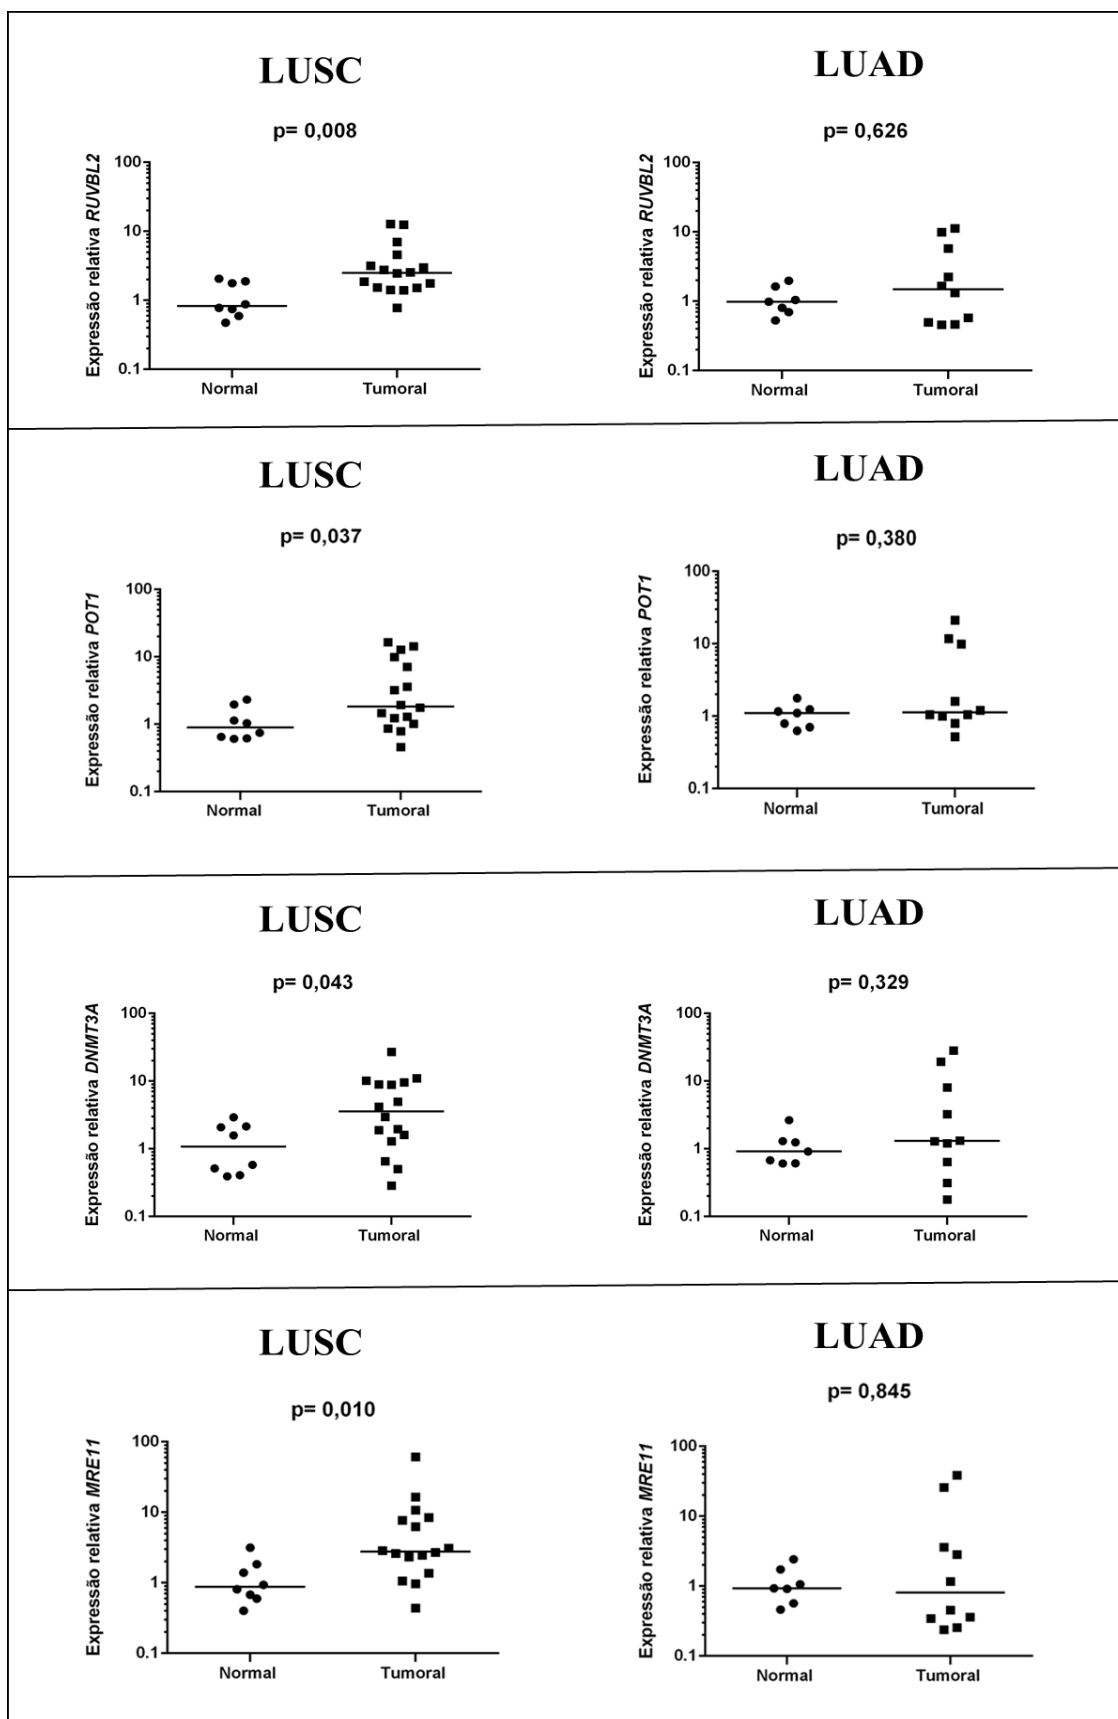 LUSC
p= 0,008
Expressão relativa RUVBL2
100
10
1
0.1
Normal Tumoral
LUAD
p= 0,626
Expressão relativa RUVBL2
100
10
1
0.1
Normal Tumoral
LUSC
p= 0,037
Expressão relativa POT1
100
10
1
0.1
Normal Tumoral
LUAD
p= 0,380
Expressão relativa POT1
100
10
1
0.1
Normal Tumoral
LUSC
p= 0,043
Expressão relativa DNMT3A
100
10
1
0.1
Normal Tumoral
LUAD
p= 0,329
Expressão relativa DNMT3A
100
10
1
0.1
Normal Tumoral
LUSC
p= 0,010
Expressão relativa MRE11
100
10
1
0.1
Normal Tumoral
LUAD
p= 0,845
Expressão relativa MRE11
100
10
1
0.1
Normal Tumoral